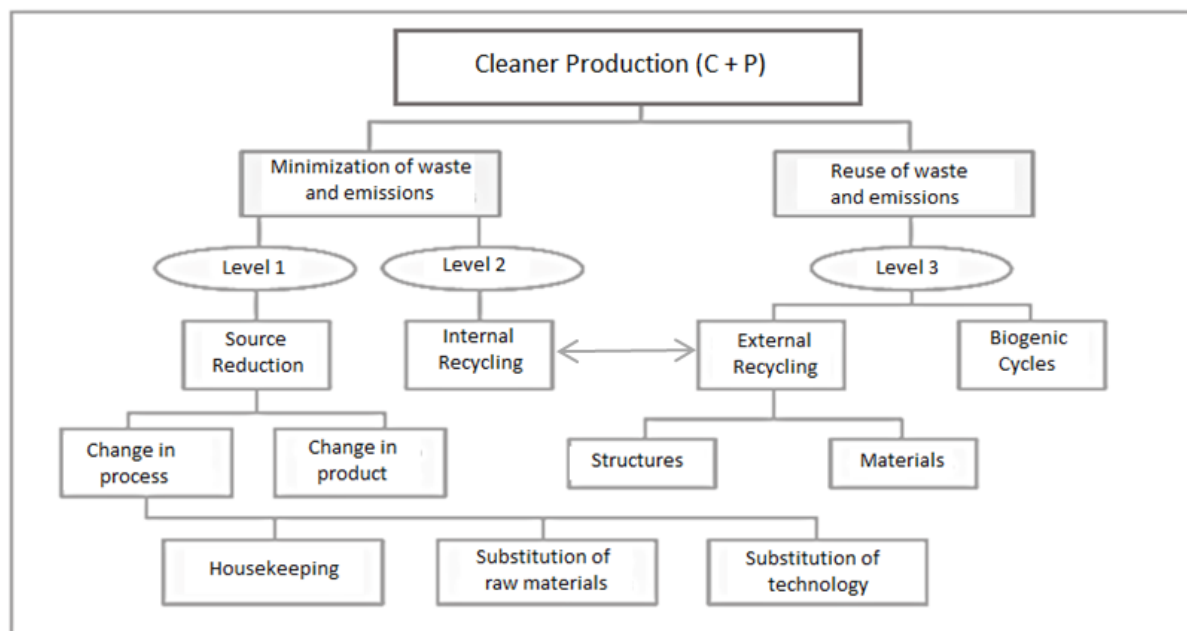 Cleaner Production (C + P)
Minimization of waste
and emissions
Reuse of waste
and emissions
Level 1
Level 2
Level 3
Source
Reduction
Internal
Recycling
External
Recycling
Biogenic
Cycles
Change in
process
Change in
product
Structures
Materials
Housekeeping
Substitution of
raw materials
Substitution of
technology